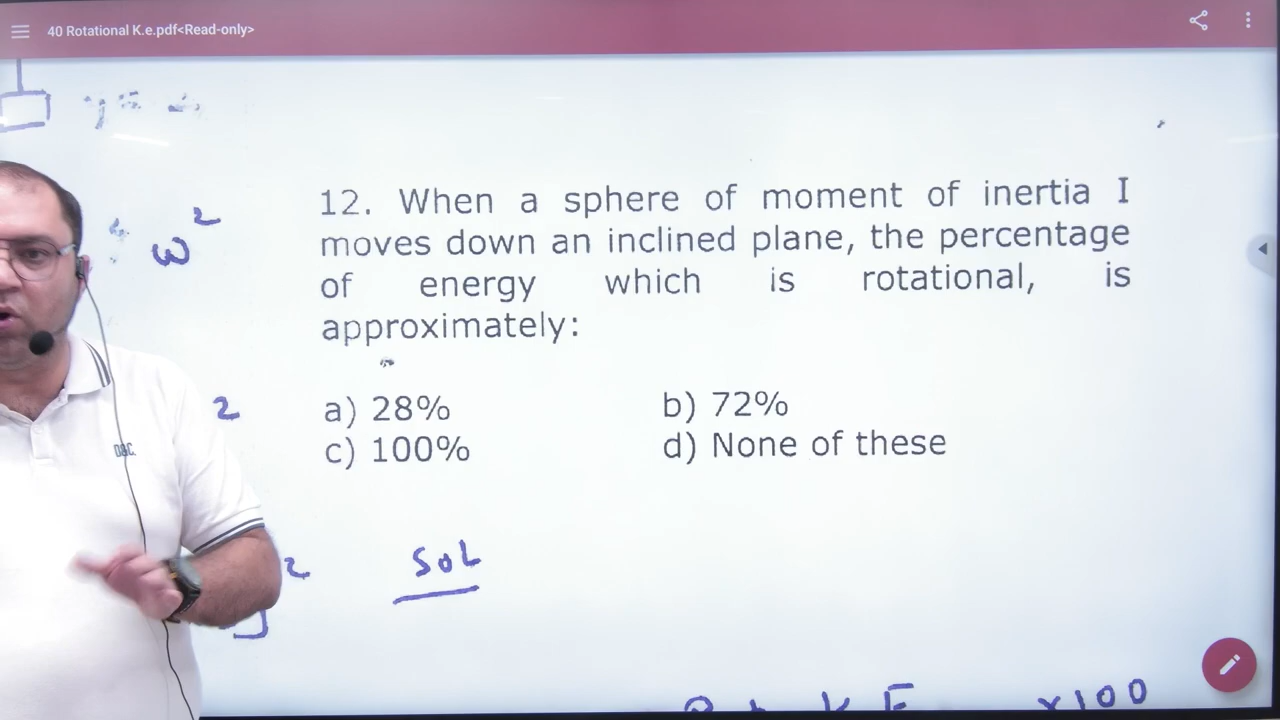 40 Rotational K.e.pdf<Read-only>
ω²
12. When a sphere of moment of inertia I
moves down an inclined plane, the percentage
of energy which is rotational, is
approximately:
2
a) 28% b) 72%
c) 100% d) None of these
2
Sol
K E ×100